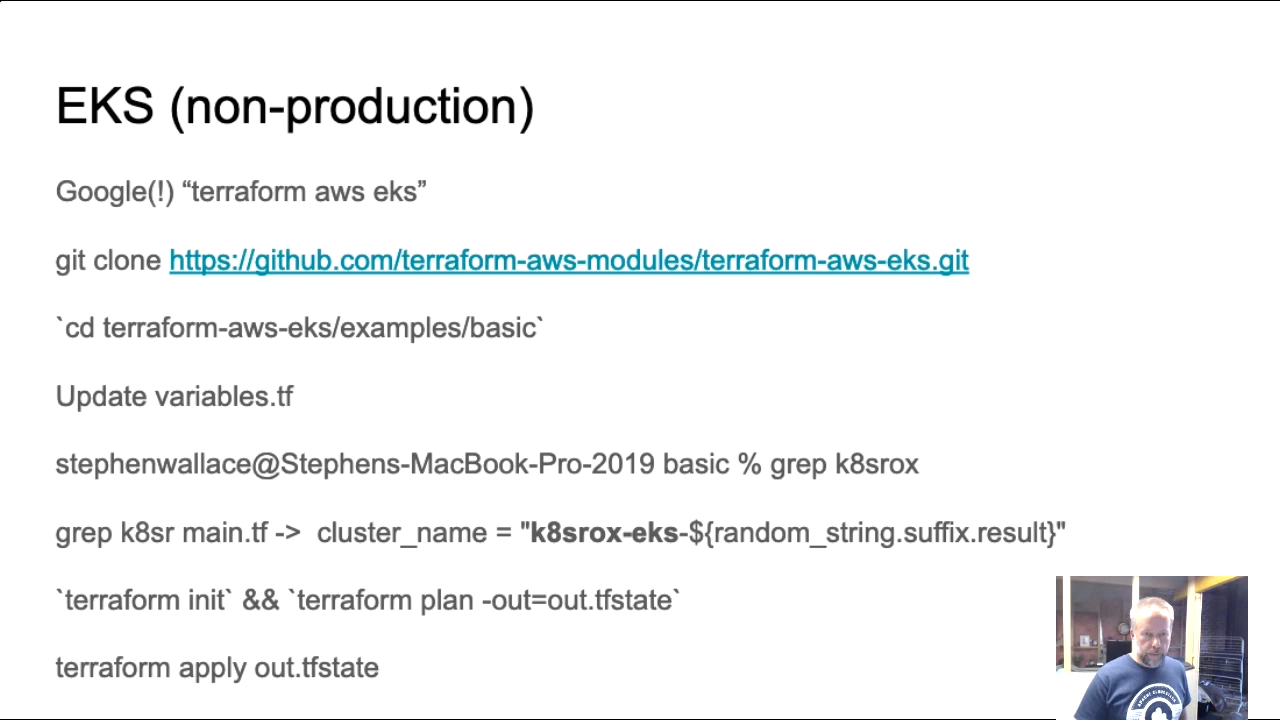 EKS (non-production)
Google(!) “terraform aws eks”
git clone https://github.com/terraform-aws-modules/terraform-aws-eks.git
`cd terraform-aws-eks/examples/basic`
Update variables.tf
stephenwallace@Stephens-MacBook-Pro-2019 basic % grep k8srox
grep k8sr main.tf -> cluster_name = "k8srox-eks-${random_string.suffix.result}"
`terraform init` && `terraform plan -out=out.tfstate`
terraform apply out.tfstate